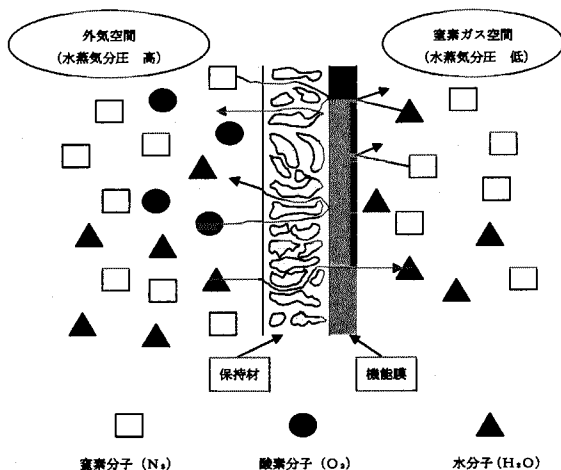 外気空間
(水蒸気分圧 高)
窒素ガス空間
(水蒸気分圧 低)
保持材
機能膜
窒素分子 (N₂)
酸素分子 (O₂)
水分子 (H₂O)